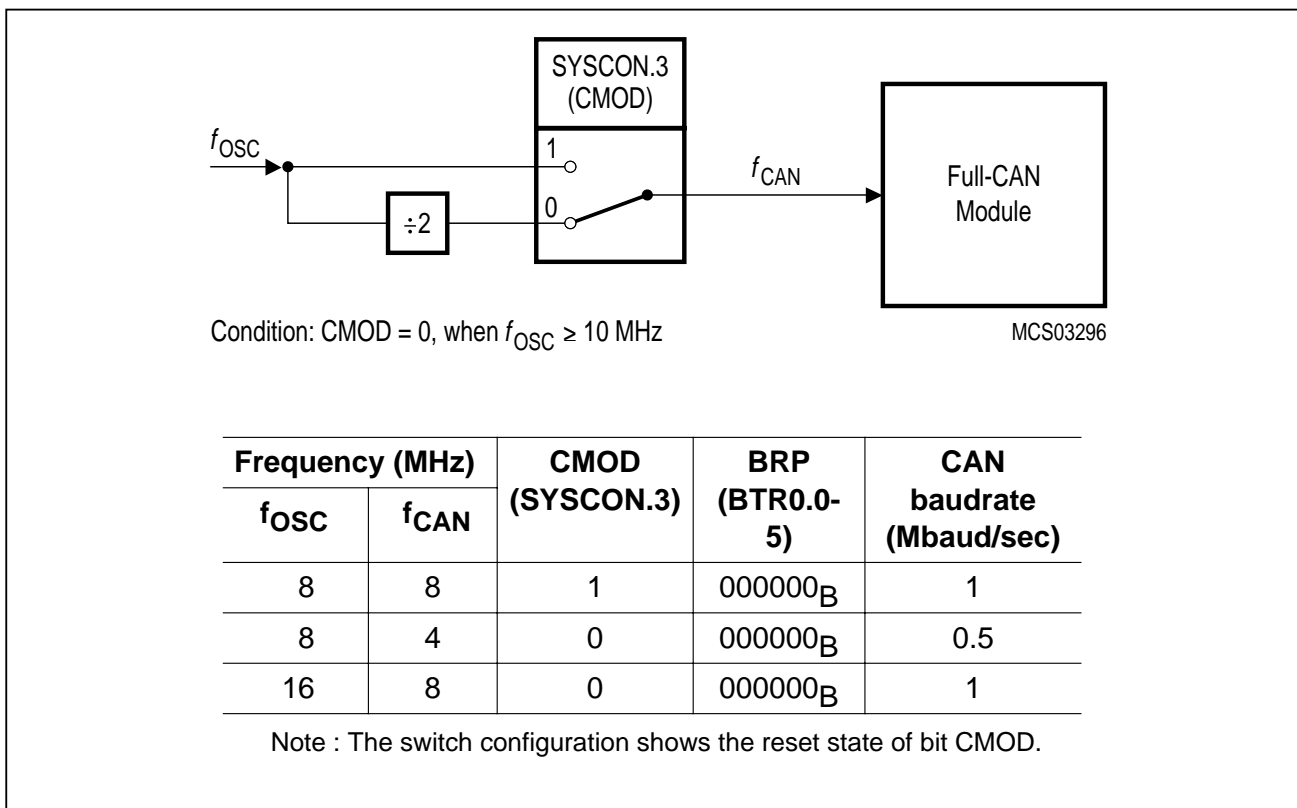 SYSCON.3
(CMOD)
fOSC
1
0
÷2
fCAN
Full-CAN
Module
Condition: CMOD = 0, when fOSC ≥ 10 MHz
MCS03296
Frequency (MHz) CMOD (SYSCON.3) BRP (BTR0.0-5) CAN baudrate (Mbaud/sec)
fOSC fCAN
8 8 1 000000B 1
8 4 0 000000B 0.5
16 8 0 000000B 1
Note : The switch configuration shows the reset state of bit CMOD.